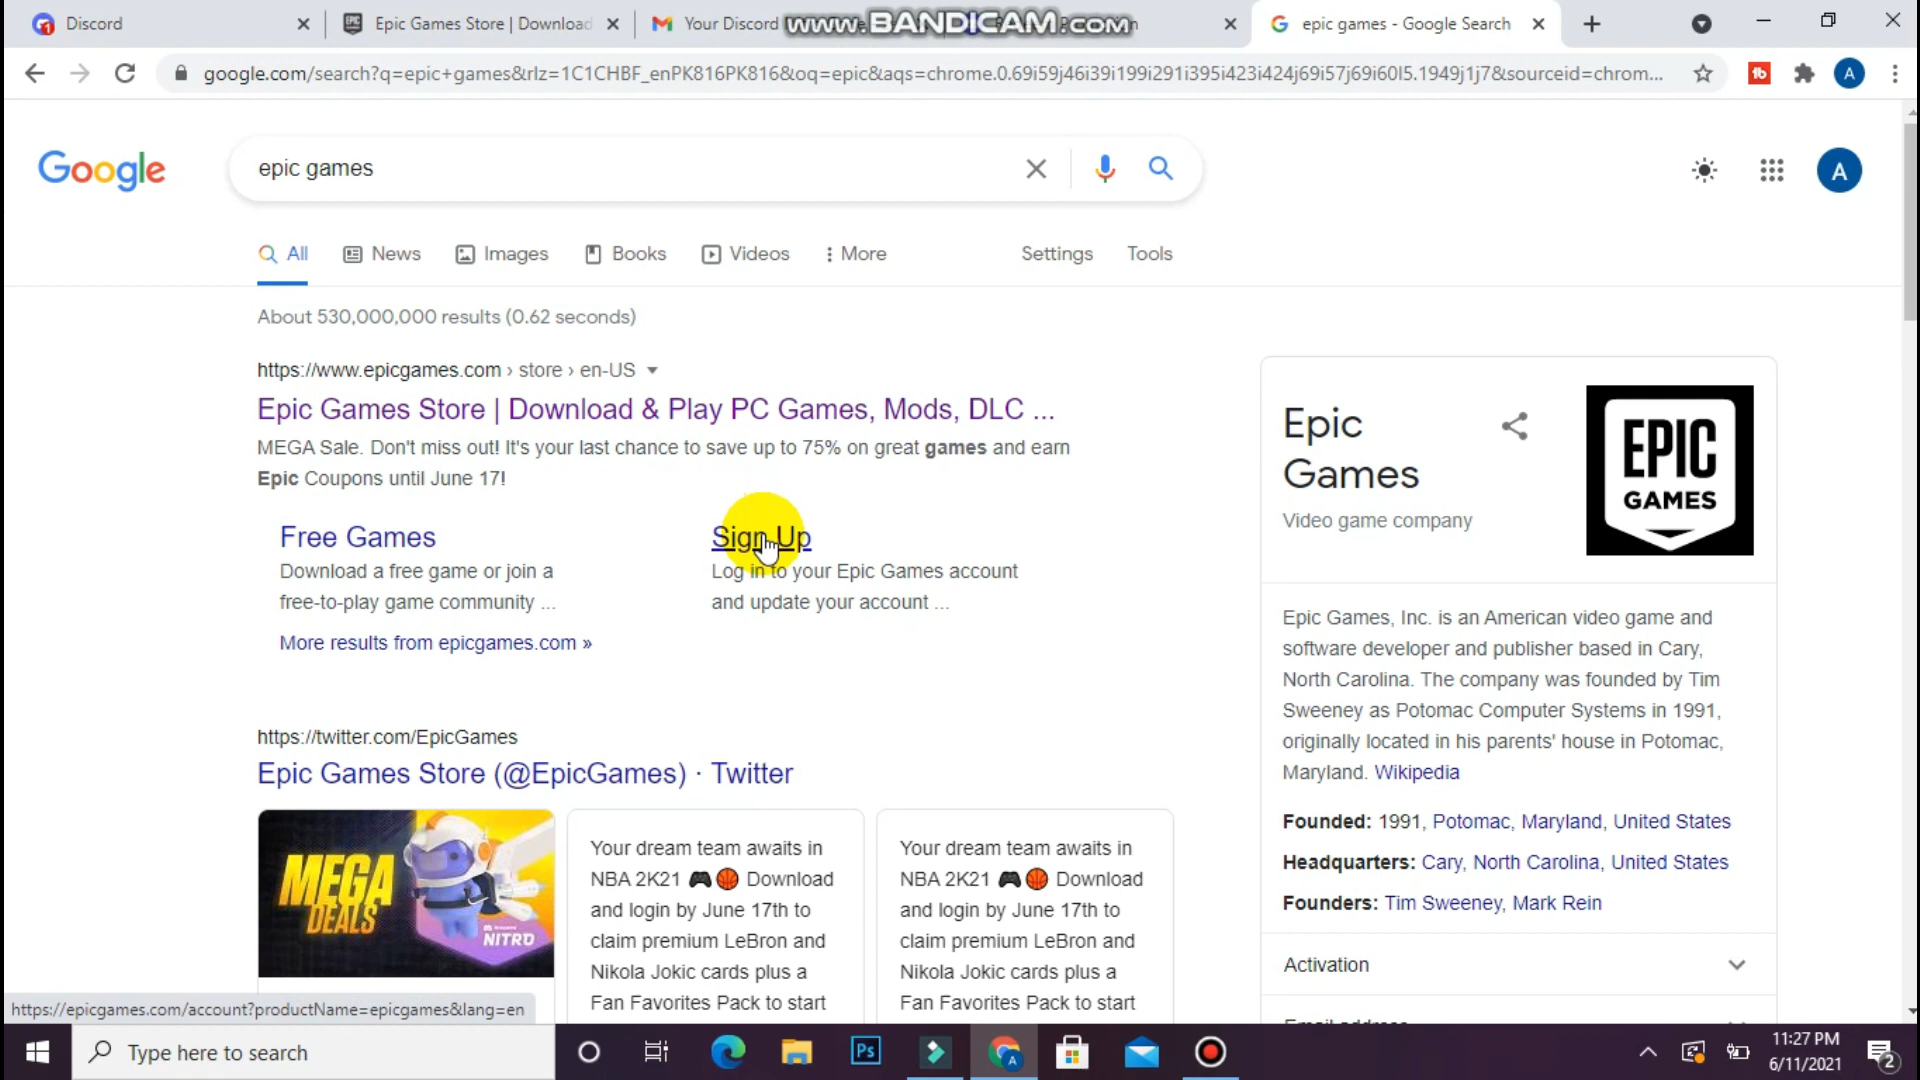 Discord
Epic Games Store | Download
Your Discord
www.BANDICAM.com
epic games - Google Search
google.com/search?q=epic+games&rlz=1C1CHBF_enPK816PK816&oq=epic&aqs=chrome.0.69i59j46i39i199i291i395i423i424j69i57j69i60l5.1949j1j7&sourceid=chrom...
A
Google
epic games
A
All
News
Images
Books
Videos
More
Settings
Tools
About 530,000,000 results (0.62 seconds)
https://www.epicgames.com › store › en-US
Epic Games Store | Download & Play PC Games, Mods, DLC ...
MEGA Sale. Don't miss out! It's your last chance to save up to 75% on great games and earn
Epic Coupons until June 17!
Free Games
Download a free game or join a
free-to-play game community ...
Sign Up
Log in to your Epic Games account
and update your account ...
More results from epicgames.com »
https://twitter.com/EpicGames
Epic Games Store (@EpicGames) · Twitter
MEGA
DEALS
NITRO
Your dream team awaits in
NBA 2K21 🎮🏀 Download
and login by June 17th to
claim premium LeBron and
Nikola Jokic cards plus a
Fan Favorites Pack to start
Your dream team awaits in
NBA 2K21 🎮🏀 Download
and login by June 17th to
claim premium LeBron and
Nikola Jokic cards plus a
Fan Favorites Pack to start
Epic
Games
Video game company
EPIC
GAMES
Epic Games, Inc. is an American video game and
software developer and publisher based in Cary,
North Carolina. The company was founded by Tim
Sweeney as Potomac Computer Systems in 1991,
originally located in his parents' house in Potomac,
Maryland. Wikipedia
Founded: 1991, Potomac, Maryland, United States
Headquarters: Cary, North Carolina, United States
Founders: Tim Sweeney, Mark Rein
Activation
Email address
https://epicgames.com/account?productName=epicgames&lang=en
Type here to search
Ps
A
11:27 PM
6/11/2021
2